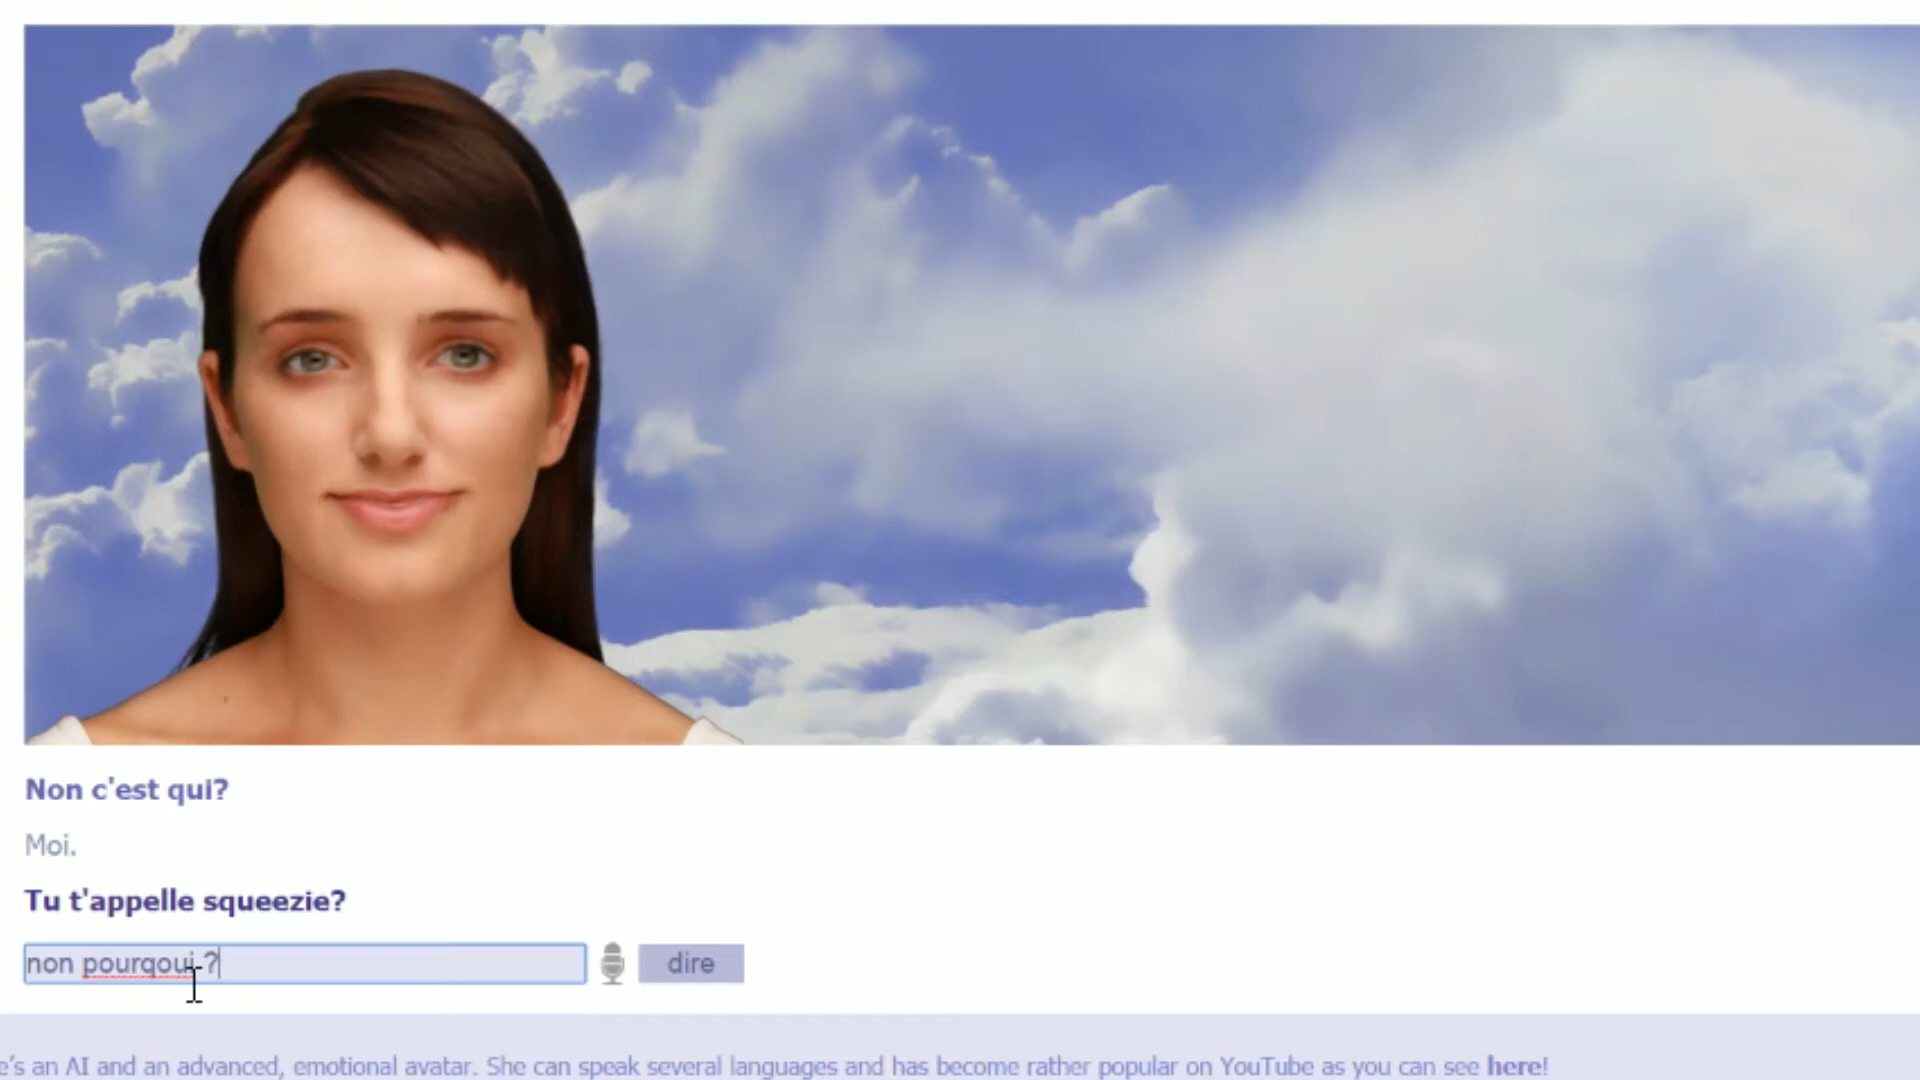 Non c'est qui?
Moi.
Tu t'appelle squeezie?
non pourqoui ?
dire
e's an AI and an advanced, emotional avatar. She can speak several languages and has become rather popular on YouTube as you can see here!